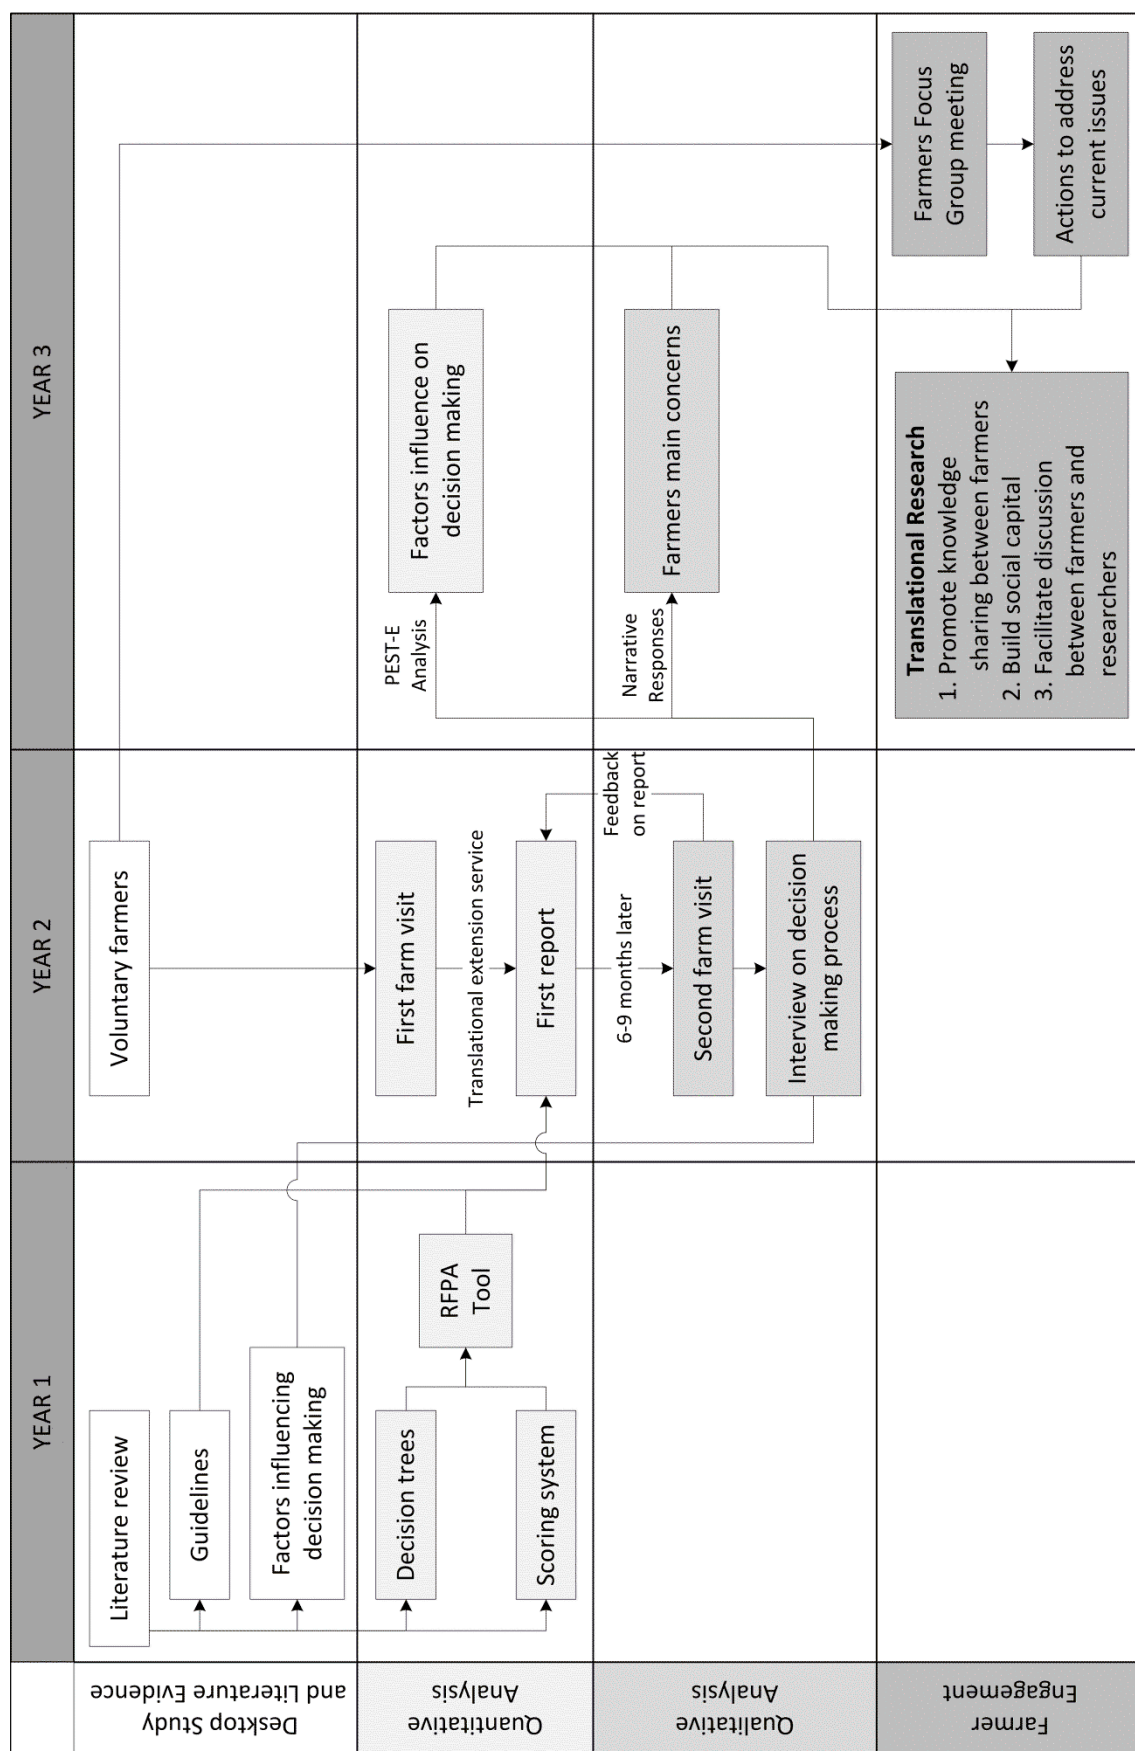 YEAR 1
YEAR 2
YEAR 3
Desktop Study
and Literature Evidence
Literature review
Guidelines
Factors influencing
decision making
Voluntary farmers
Quantitative
Analysis
Decision trees
Scoring system
RFPA
Tool
First farm visit
Translational extension service
First report
PEST-E
Analysis
Factors influence on
decision making
Qualitative
Analysis
6-9 months later
Feedback
on report
Second farm visit
Interview on decision
making process
Narrative
Responses
Farmers main concerns
Farmer
Engagement
Translational Research
1. Promote knowledge
sharing between farmers
2. Build social capital
3. Facilitate discussion
between farmers and
researchers
Farmers Focus
Group meeting
Actions to address
current issues